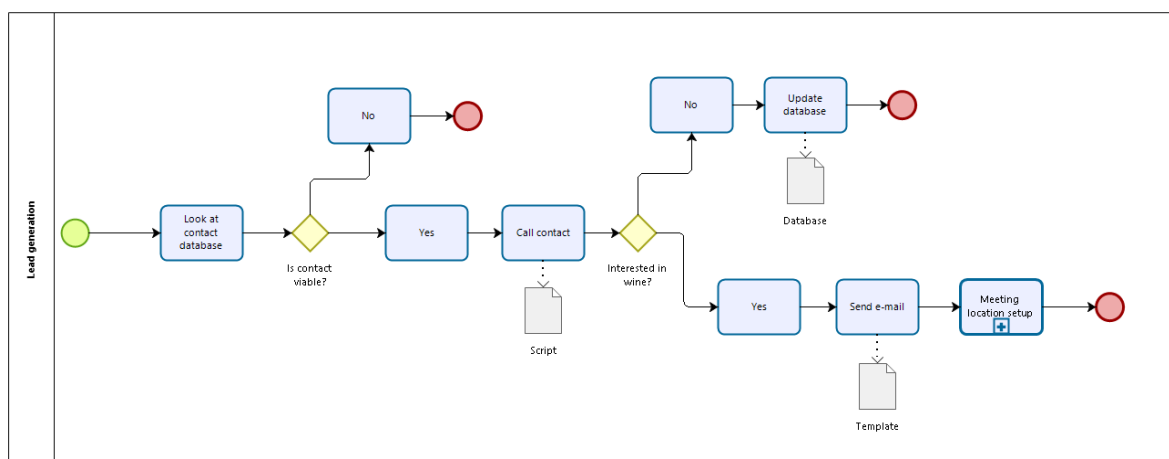 Lead generation
Look at
contact
database
Is contact
viable?
No
Yes
Call contact
Script
Interested in
wine?
No
Update
database
Database
Yes
Send e-mail
Template
Meeting
location setup